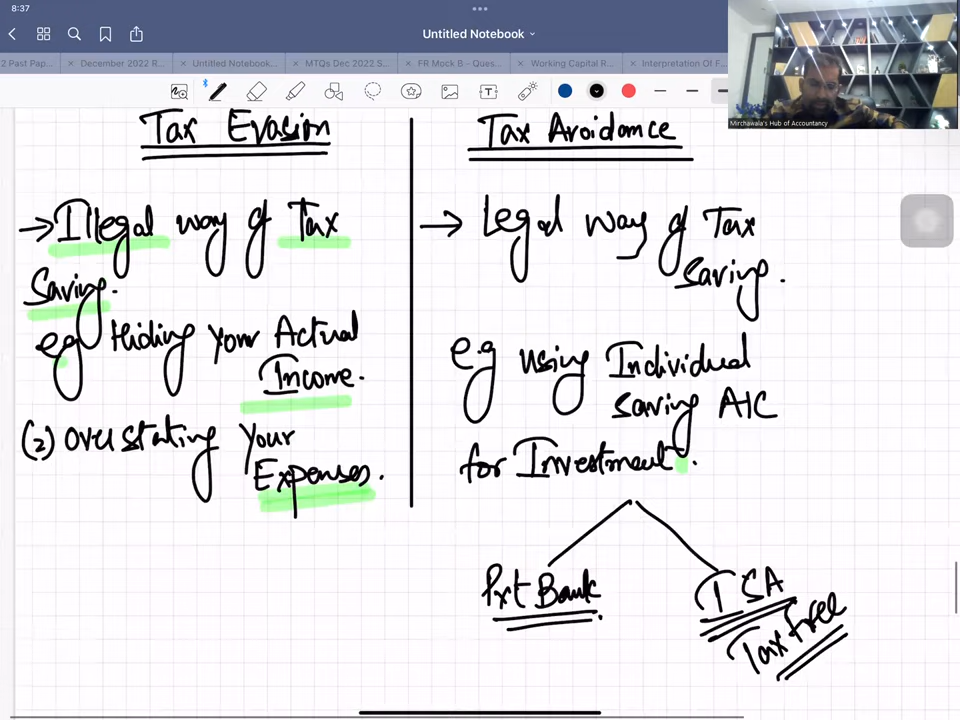 8:37
Untitled Notebook
2 Past Pap...
December 2022 R...
Untitled Notebook...
MTQs Dec 2022 S...
FR Mock B - Ques...
Working Capital R...
Interpretation Of F
Mirchawala's Hub of Accountancy
Tax Evasion
→ Illegal way of Tax
Saving.
eg Hiding your Actual
Income.
(2) Overstating your
Expenses.
Tax Avoidance
→ Legal way of Tax
Saving.
e.g using Individual
saving A/C
for Investment.
Pvt Bank.
ISA
Tax Free